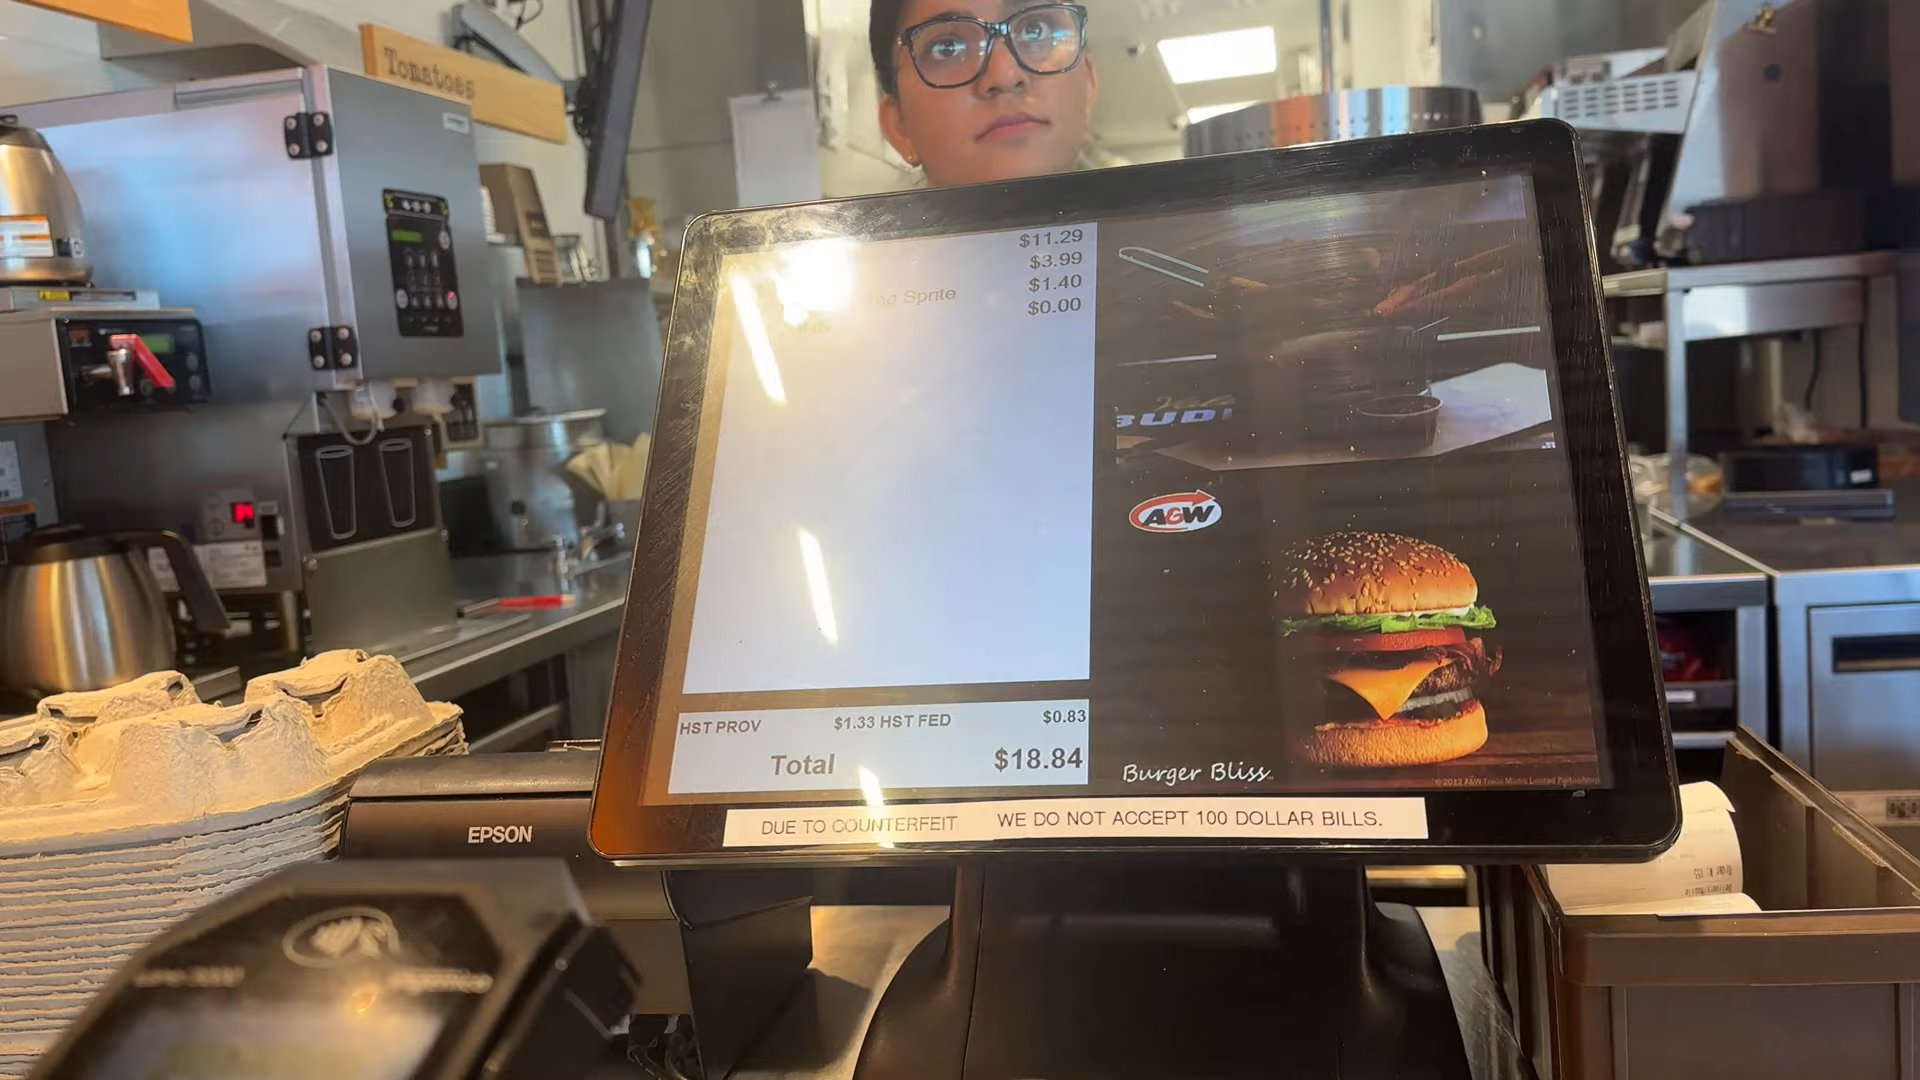 Tomatoes
$11.29
$3.99
Sprite $1.40
$0.00
BUD
A&W
HST PROV $1.33 HST FED $0.83
Total $18.84
Burger Bliss
DUE TO COUNTERFEIT WE DO NOT ACCEPT 100 DOLLAR BILLS.
EPSON